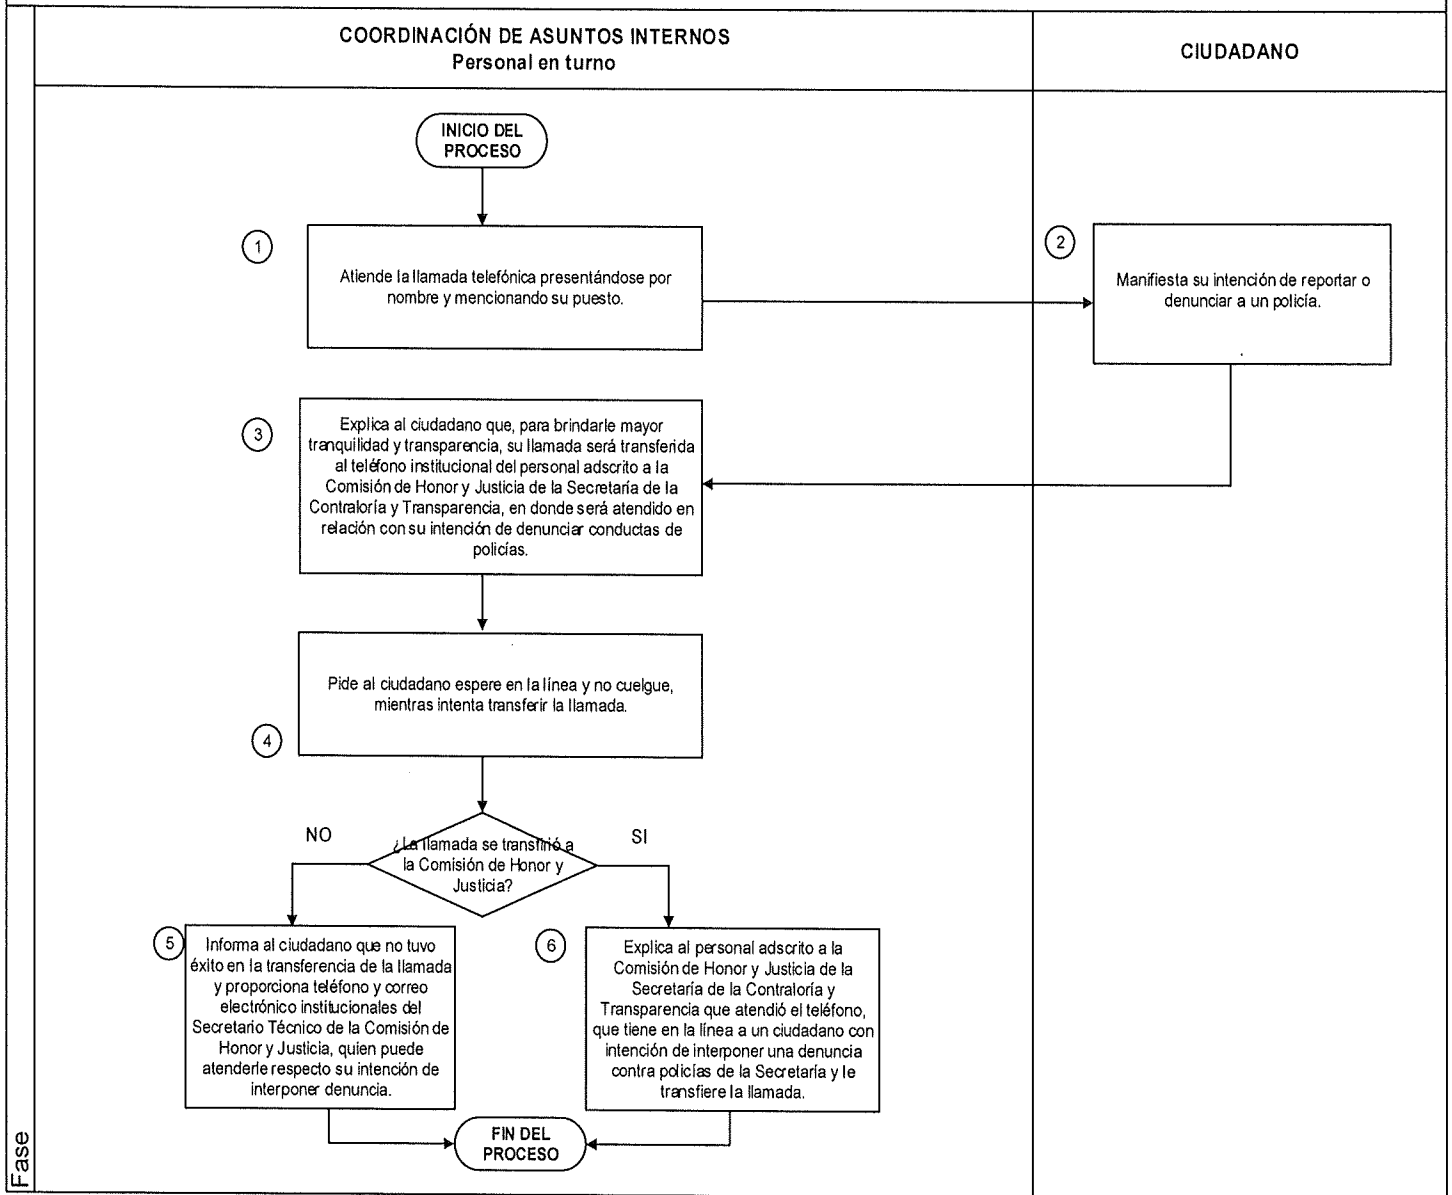 COORDINACIÓN DE ASUNTOS INTERNOS
Personal en turno
CIUDADANO
INICIO DEL
PROCESO
1
Atiende la llamada telefónica presentándose por
nombre y mencionando su puesto.
2
Manifiesta su intención de reportar o
denunciar a un policía.
3
Explica al ciudadano que, para brindarle mayor
tranquilidad y transparencia, su llamada será transferida
al teléfono institucional del personal adscrito a la
Comisión de Honor y Justicia de la Secretaría de la
Contraloría y Transparencia, en donde será atendido en
relación con su intención de denunciar conductas de
policías.
Pide al ciudadano espere en la línea y no cuelgue,
mientras intenta transferir la llamada.
4
NO
¿La llamada se transfirió a
la Comisión de Honor y
Justicia?
SI
5
Informa al ciudadano que no tuvo
éxito en la transferencia de la llamada
y proporciona teléfono y correo
electrónico institucionales del
Secretario Técnico de la Comisión de
Honor y Justicia, quien puede
atenderle respecto su intención de
interponer denuncia.
6
Explica al personal adscrito a la
Comisión de Honor y Justicia de la
Secretaría de la Contraloría y
Transparencia que atendió el teléfono,
que tiene en la línea a un ciudadano con
intención de interponer una denuncia
contra policías de la Secretaría y le
transfiere la llamada.
FIN DEL
PROCESO
Fase